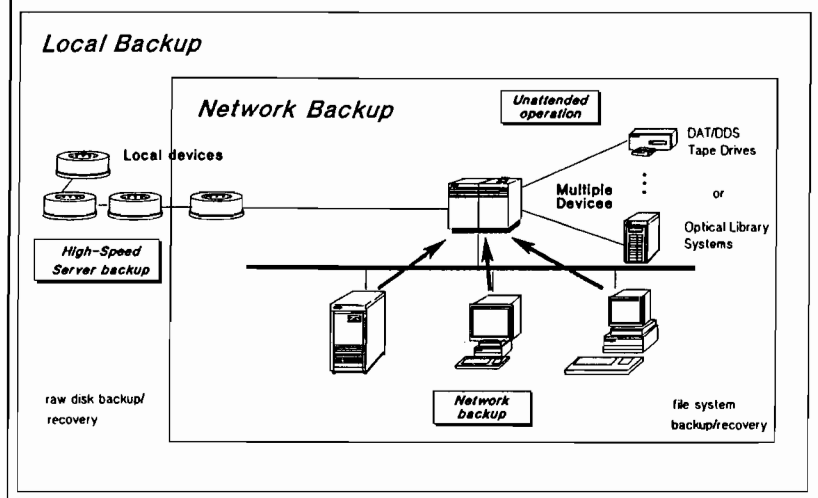 Local Backup
Network Backup
Unattended
operation
Local devices
DAT/DDS
Tape Drives
Multiple
Devices
or
Optical Library
Systems
High-Speed
Server backup
raw disk backup/
recovery
Network
backup
file system
backup/recovery